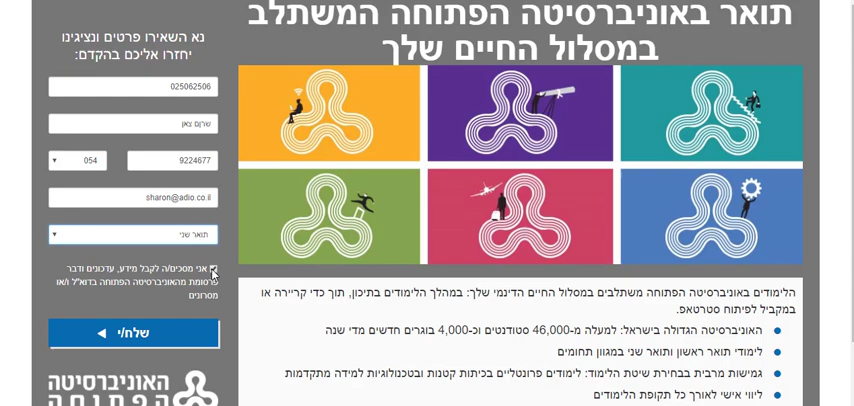 תואר באוניברסיטה הפתוחה המשתלב
במסלול החיים שלך
נא השאירו פרטים ונציגינו
יחזרו אליכם בהקדם:
025062506
שרןם צאן
054
9224677
sharon@adio.co.il
תואר שני
אני מסכים/ה לקבל מידע, עדכונים ודבר
פרסומת מהאוניברסיטה הפתוחה בדוא"ל ו/או
מסרונים
שלח/י
האוניברסיטה
הפתוחה
הלימודים באוניברסיטה הפתוחה משתלבים במסלול החיים הדינמי שלך: במהלך הלימודים בתיכון, תוך כדי קריירה או
במקביל לפיתוח סטרטאפ.
האוניברסיטה הגדולה בישראל: למעלה מ-46,000 סטודנטים וכ-4,000 בוגרים חדשים מדי שנה
לימודי תואר ראשון ותואר שני במגוון תחומים
גמישות מרבית בבחירת שיטת הלימוד: לימודים פרונטליים בכיתות קטנות ובטכנולוגיות למידה מתקדמות
ליווי אישי לאורך כל תקופת הלימודים